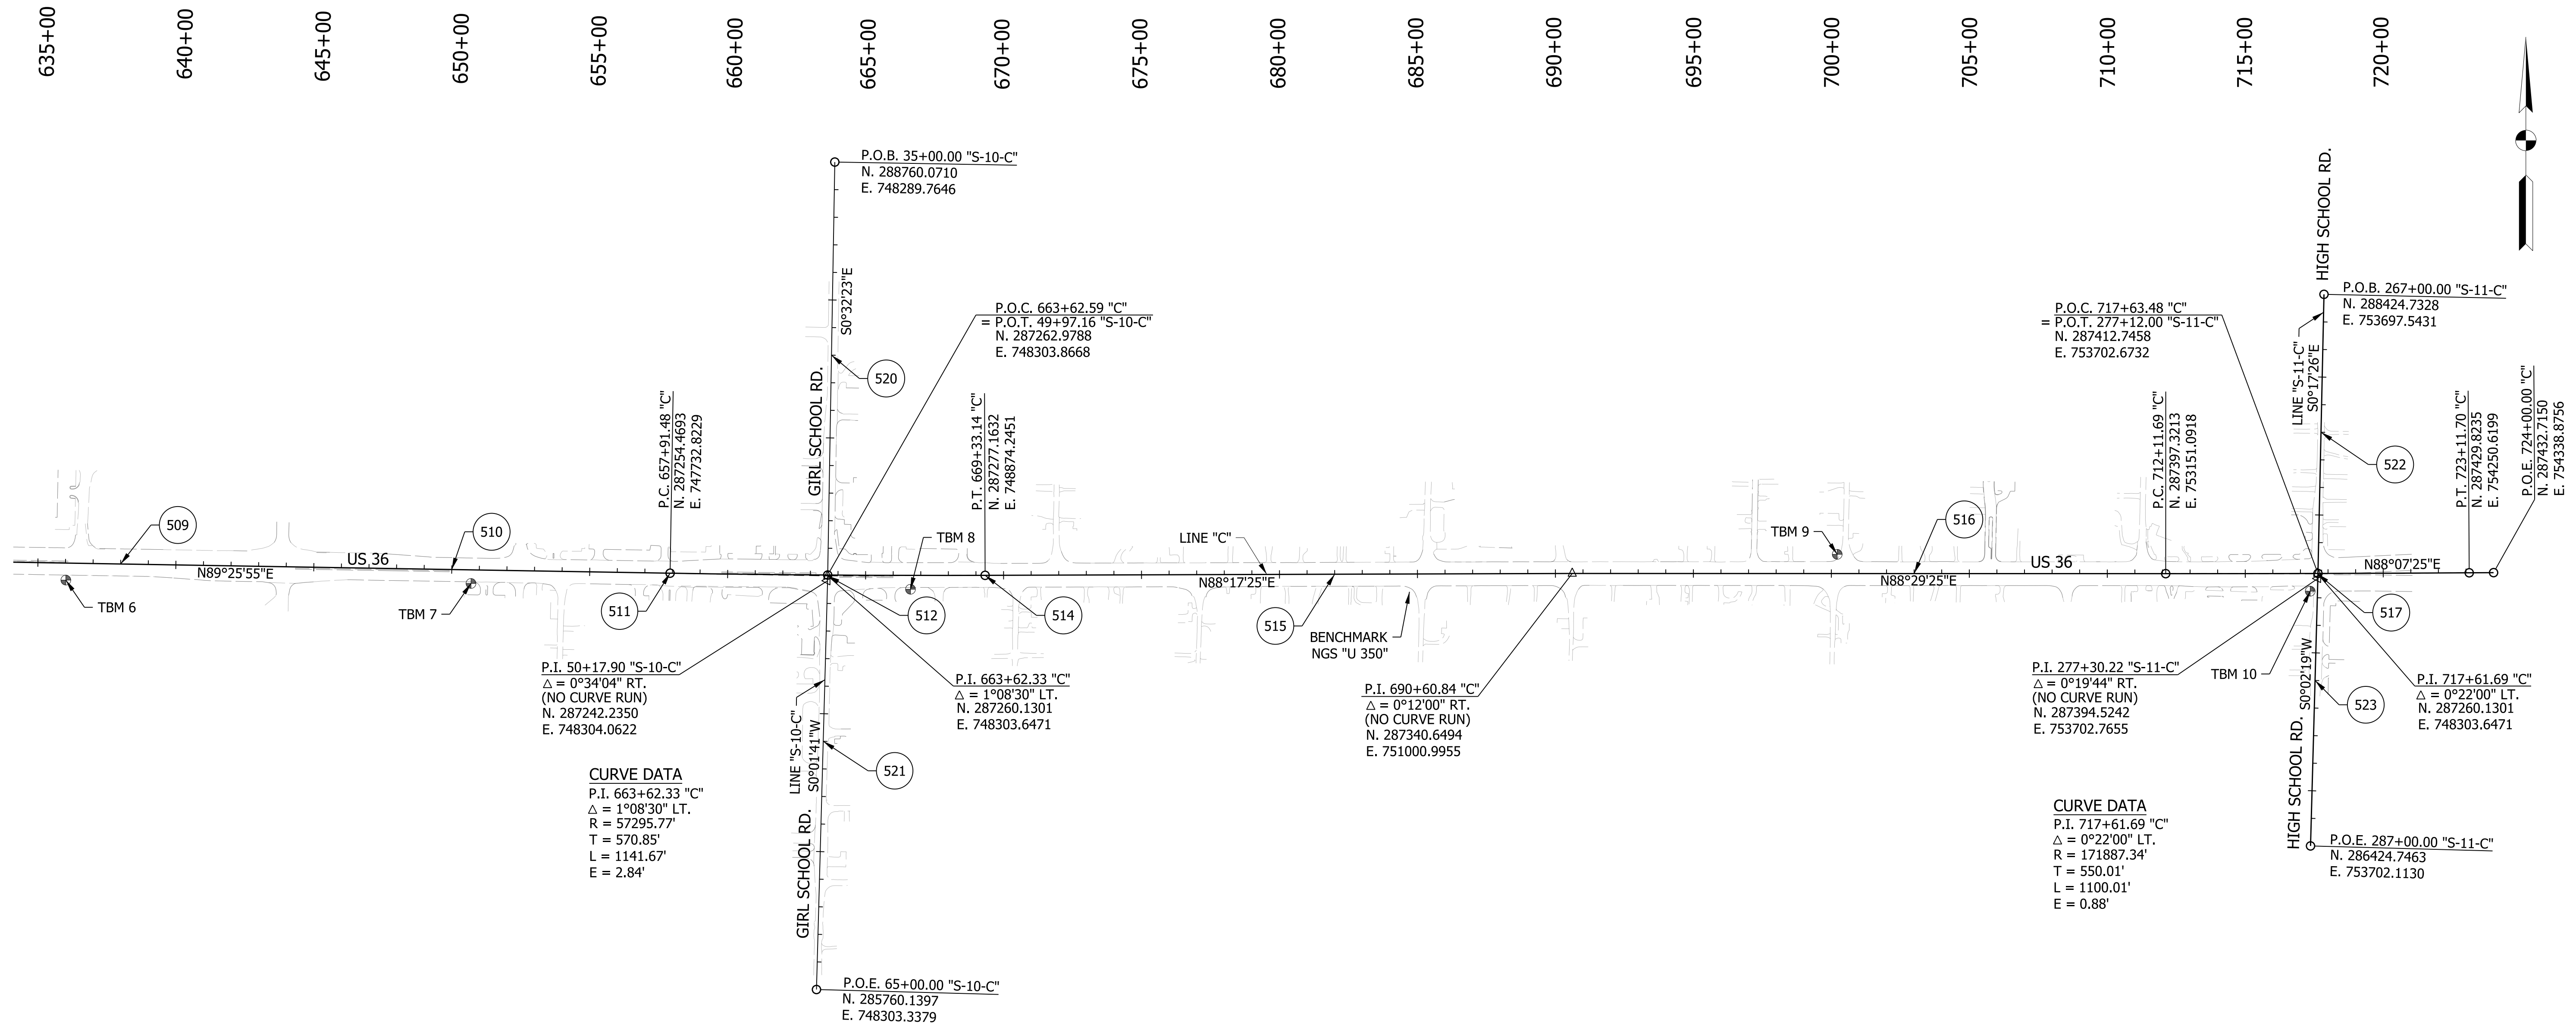 635+00
640+00
645+00
650+00
655+00
660+00
665+00
670+00
675+00
680+00
685+00
690+00
695+00
700+00
705+00
710+00
715+00
720+00
P.O.B. 35+00.00 "S-10-C"
N. 288760.0710
E. 748289.7646
S0°32'23"E
GIRL SCHOOL RD.
520
P.O.C. 663+62.59 "C"
= P.O.T. 49+97.16 "S-10-C"
N. 287262.9788
E. 748303.8668
P.C. 657+91.48 "C"
N. 287254.4693
E. 747732.8229
P.T. 669+33.14 "C"
N. 287277.1632
E. 748874.2451
HIGH SCHOOL RD.
P.O.B. 267+00.00 "S-11-C"
N. 288424.7328
E. 753697.5431
LINE "S-11-C"
S0°17'26"E
P.O.C. 717+63.48 "C"
= P.O.T. 277+12.00 "S-11-C"
N. 287412.7458
E. 753702.6732
P.C. 712+11.69 "C"
N. 287397.3213
E. 753151.0918
522
P.T. 723+11.70 "C"
N. 287429.8235
E. 754250.6199
P.O.E. 724+00.00 "C"
N. 287432.7150
E. 754338.8756
509
510
US 36
N89°25'55"E
TBM 6
TBM 7
511
TBM 8
512
514
LINE "C"
N88°17'25"E
515
BENCHMARK
NGS "U 350"
TBM 9
516
N88°29'25"E
US 36
N88°07'25"E
517
P.I. 50+17.90 "S-10-C"
Δ = 0°34'04" RT.
(NO CURVE RUN)
N. 287242.2350
E. 748304.0622
P.I. 663+62.33 "C"
Δ = 1°08'30" LT.
N. 287260.1301
E. 748303.6471
P.I. 690+60.84 "C"
Δ = 0°12'00" RT.
(NO CURVE RUN)
N. 287340.6494
E. 751000.9955
P.I. 277+30.22 "S-11-C"
Δ = 0°19'44" RT.
(NO CURVE RUN)
N. 287394.5242
E. 753702.7655
TBM 10
S0°02'19"W
523
P.I. 717+61.69 "C"
Δ = 0°22'00" LT.
N. 287260.1301
E. 748303.6471
LINE "S-10-C"
S0°01'41"W
521
GIRL SCHOOL RD.
HIGH SCHOOL RD.
CURVE DATA
P.I. 663+62.33 "C"
Δ = 1°08'30" LT.
R = 57295.77'
T = 570.85'
L = 1141.67'
E = 2.84'
CURVE DATA
P.I. 717+61.69 "C"
Δ = 0°22'00" LT.
R = 171887.34'
T = 550.01'
L = 1100.01'
E = 0.88'
P.O.E. 287+00.00 "S-11-C"
N. 286424.7463
E. 753702.1130
P.O.E. 65+00.00 "S-10-C"
N. 285760.1397
E. 748303.3379